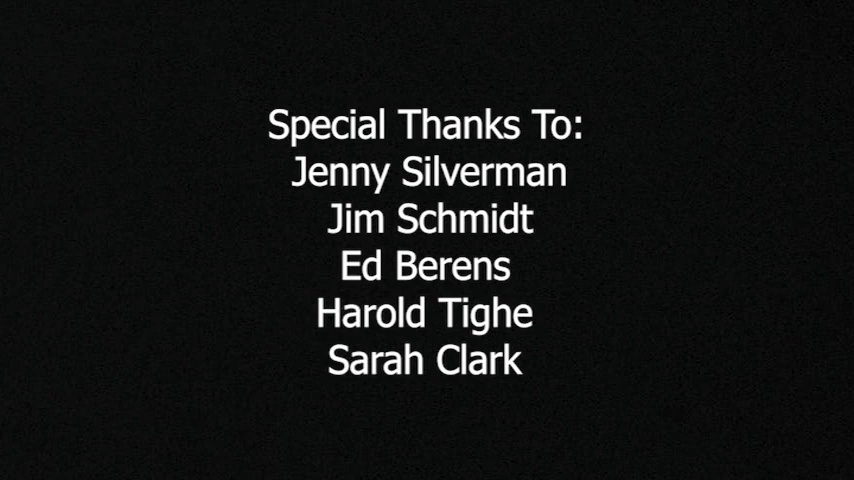 Special Thanks To:
Jenny Silverman
Jim Schmidt
Ed Berens
Harold Tighe
Sarah Clark